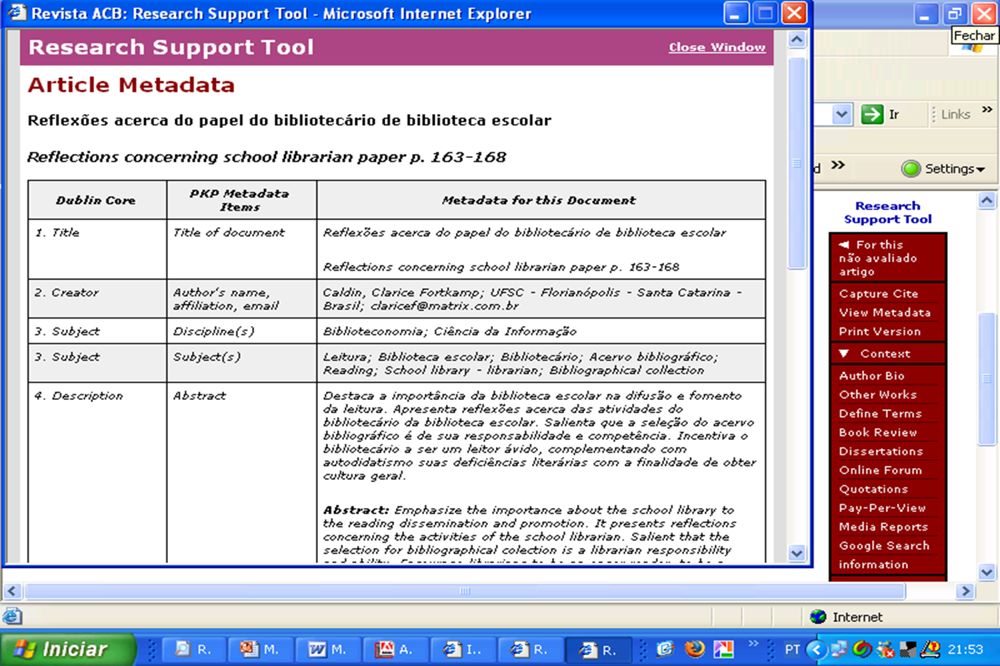 Revista ACB: Research Support Tool - Microsoft Internet Explorer
Research Support Tool
Close Window
Article Metadata
Reflexões acerca do papel do bibliotecário de biblioteca escolar
Reflections concerning school librarian paper p. 163-168
Dublin Core
PKP Metadata
Items
Metadata for this Document
1. Title
Title of document
Reflexões acerca do papel do bibliotecário de biblioteca escolar
Reflections concerning school librarian paper p. 163-168
2. Creator
Author's name,
affiliation, email
Caldin, Clarice Fortkamp; UFSC - Florianópolis - Santa Catarina -
Brasil; claricef@matrix.com.br
3. Subject
Discipline(s)
Biblioteconomia; Ciência da Informação
3. Subject
Subject(s)
Leitura; Biblioteca escolar; Bibliotecário; Acervo bibliográfico;
Reading; School library - librarian; Bibliographical collection
4. Description
Abstract
Destaca a importância da biblioteca escolar na difusão e fomento
da leitura. Apresenta reflexões acerca das atividades do
bibliotecário da biblioteca escolar. Salienta que a seleção do acervo
bibliográfico é de sua responsabilidade e competência. Incentiva o
bibliotecário a ser um leitor ávido, complementando com
autodidatismo suas deficiências literárias com a finalidade de obter
cultura geral.
Abstract: Emphasize the importance about the school library to
the reading dissemination and promotion. It presents reflections
concerning the activities of the school librarian. Salient that the
selection for bibliographical colection is a librarian responsibility
Fechar
Ir
Links »
d »
Settings
Research
Support Tool
For this
não avaliado
artigo
Capture Cite
View Metadata
Print Version
Context
Author Bio
Other Works
Define Terms
Book Review
Dissertations
Online Forum
Quotations
Pay-Per-View
Media Reports
Google Search
information
Internet
Iniciar
R.
M.
M.
A.
I..
R.
R.
»
PT
21:53